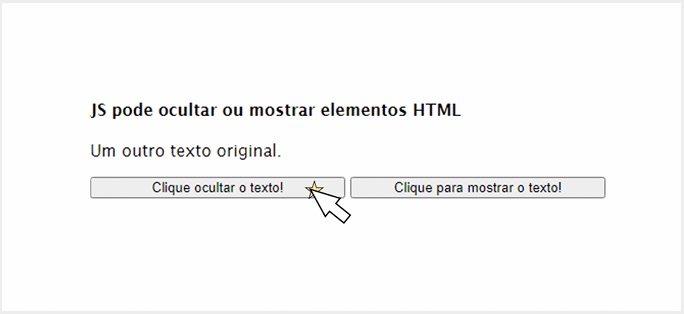 JS pode ocultar ou mostrar elementos HTML
Um outro texto original.
Clique ocultar o texto! Clique para mostrar o texto!